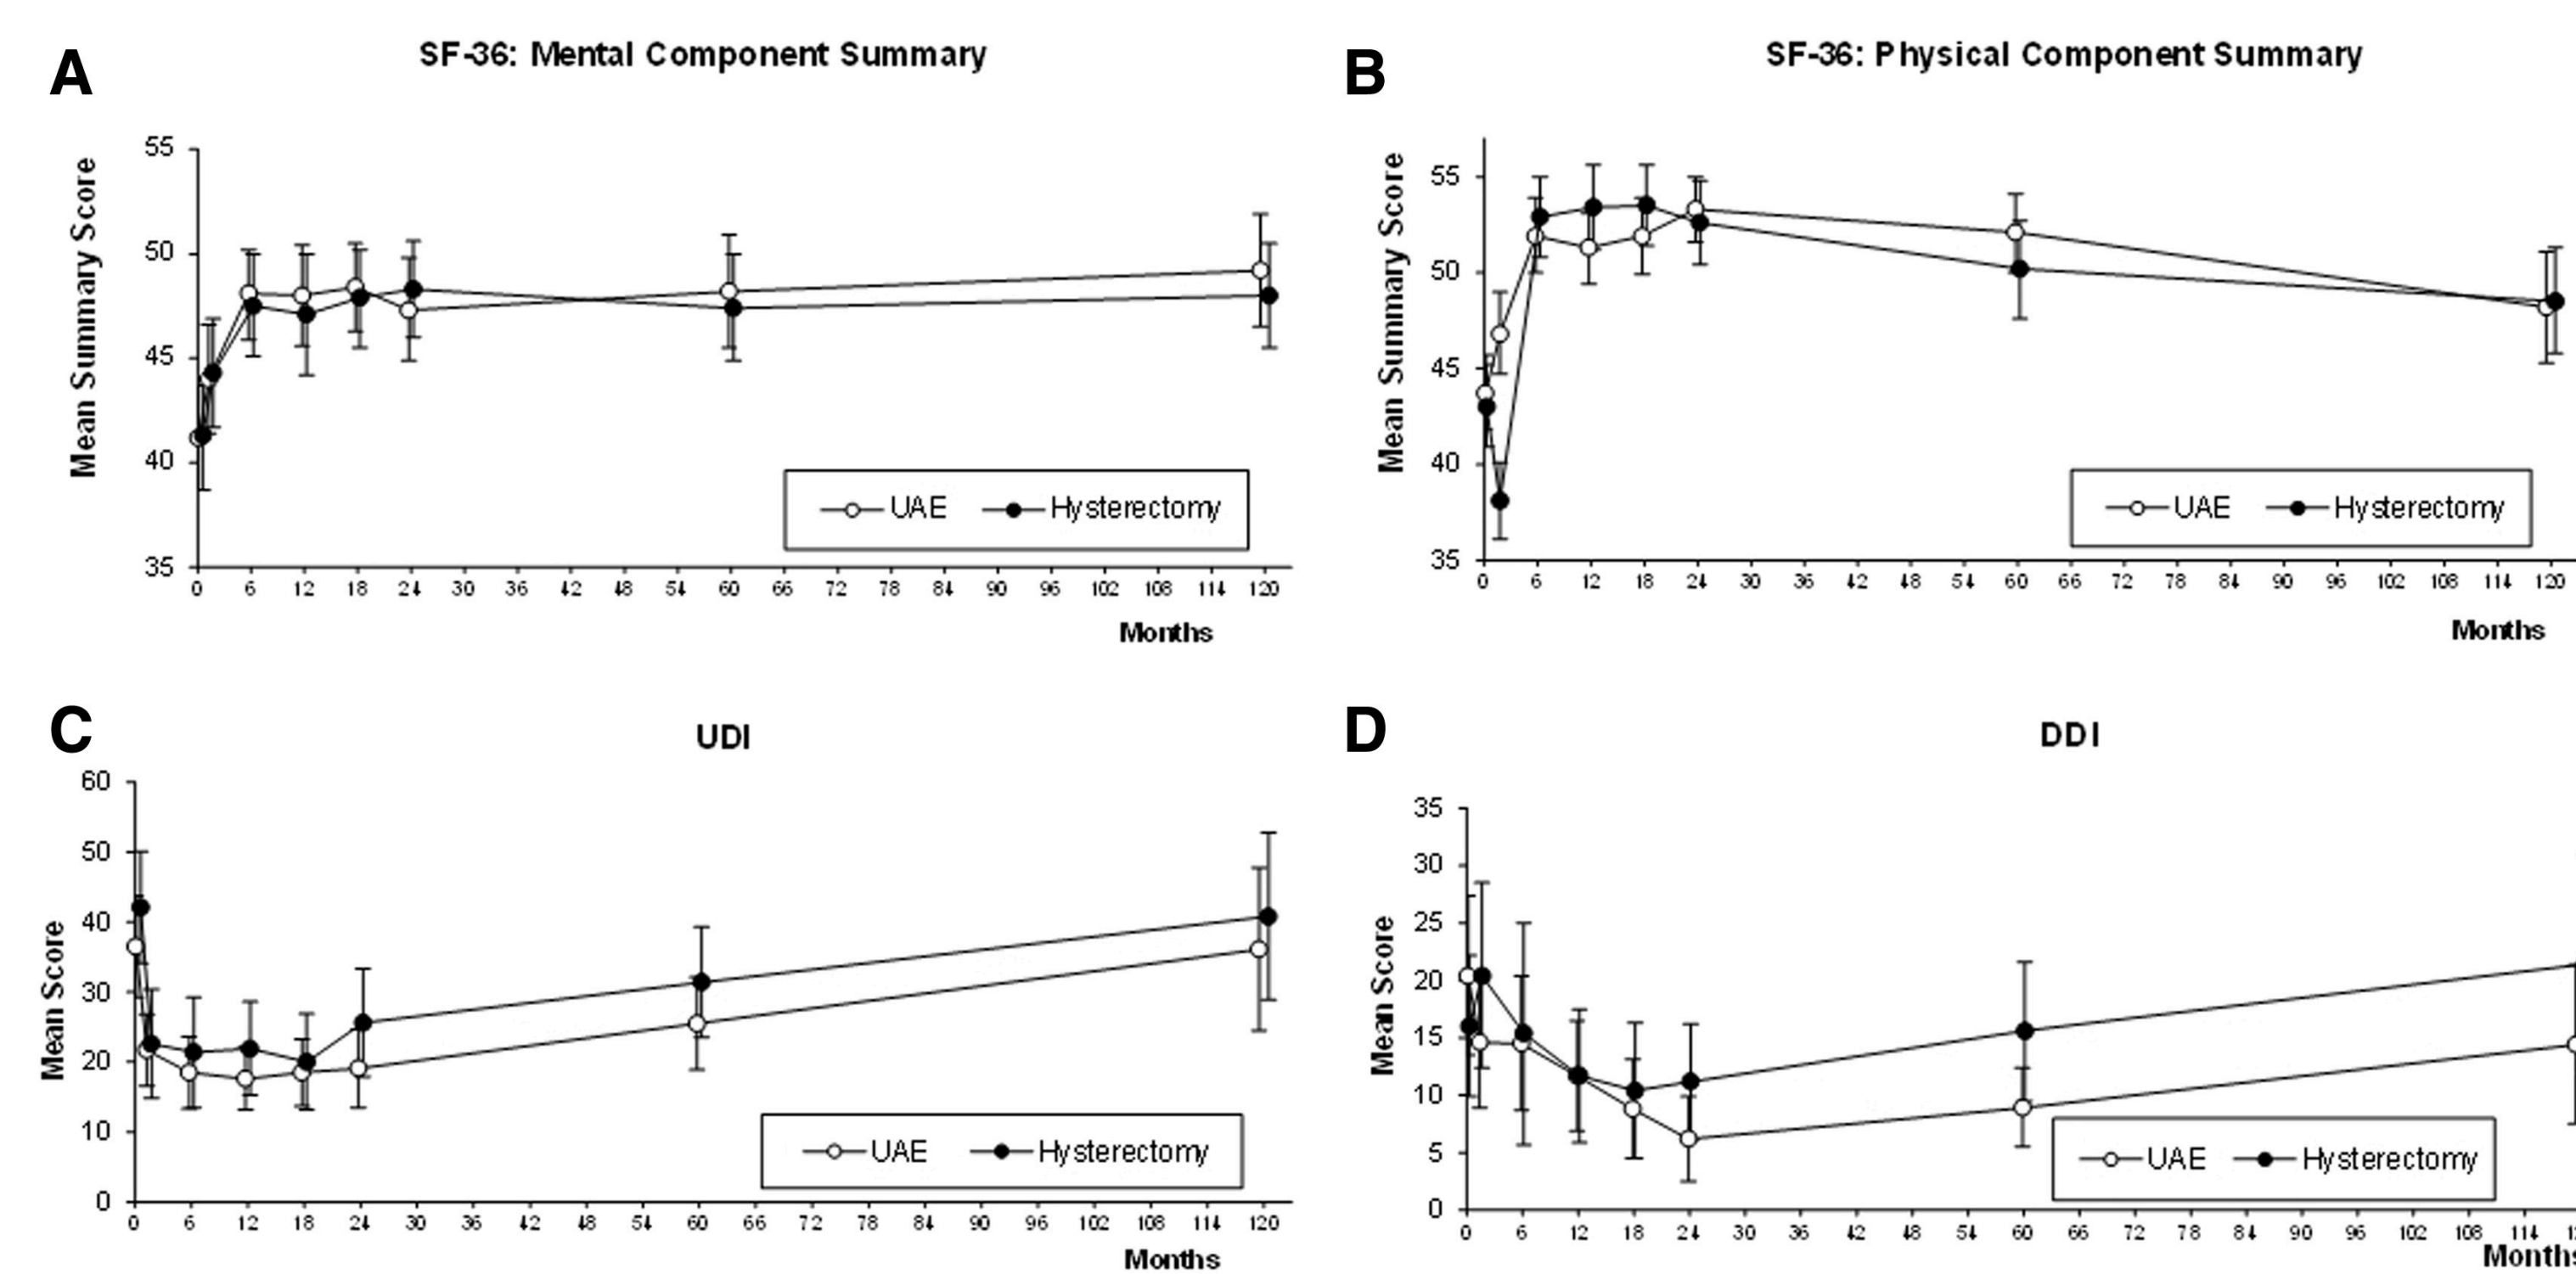 A
SF-36: Mental Component Summary
Mean Summary Score
55
50
45
40
35
UAE Hysterectomy
0 6 12 18 24 30 36 42 48 54 60 66 72 78 84 90 96 102 108 114 120
Months
B
SF-36: Physical Component Summary
Mean Summary Score
55
50
45
40
35
UAE Hysterectomy
0 6 12 18 24 30 36 42 48 54 60 66 72 78 84 90 96 102 108 114 120
Months
C
UDI
Mean Score
60
50
40
30
20
10
0
UAE Hysterectomy
0 6 12 18 24 30 36 42 48 54 60 66 72 78 84 90 96 102 108 114 120
Months
D
DDI
Mean Score
35
30
25
20
15
10
5
0
UAE Hysterectomy
0 6 12 18 24 30 36 42 48 54 60 66 72 78 84 90 96 102 108 114
Months